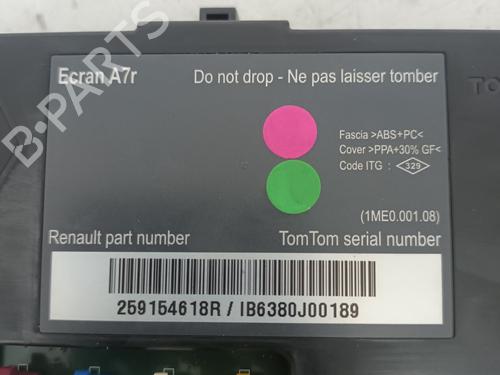 Ecran A7r
Do not drop - Ne pas laisser tomber
Fascia >ABS+PC<
Cover >PPA+30% GF<
Code ITG : 329
(1ME0.001.08)
Renault part number
TomTom serial number
259154618R / IB6380J00189